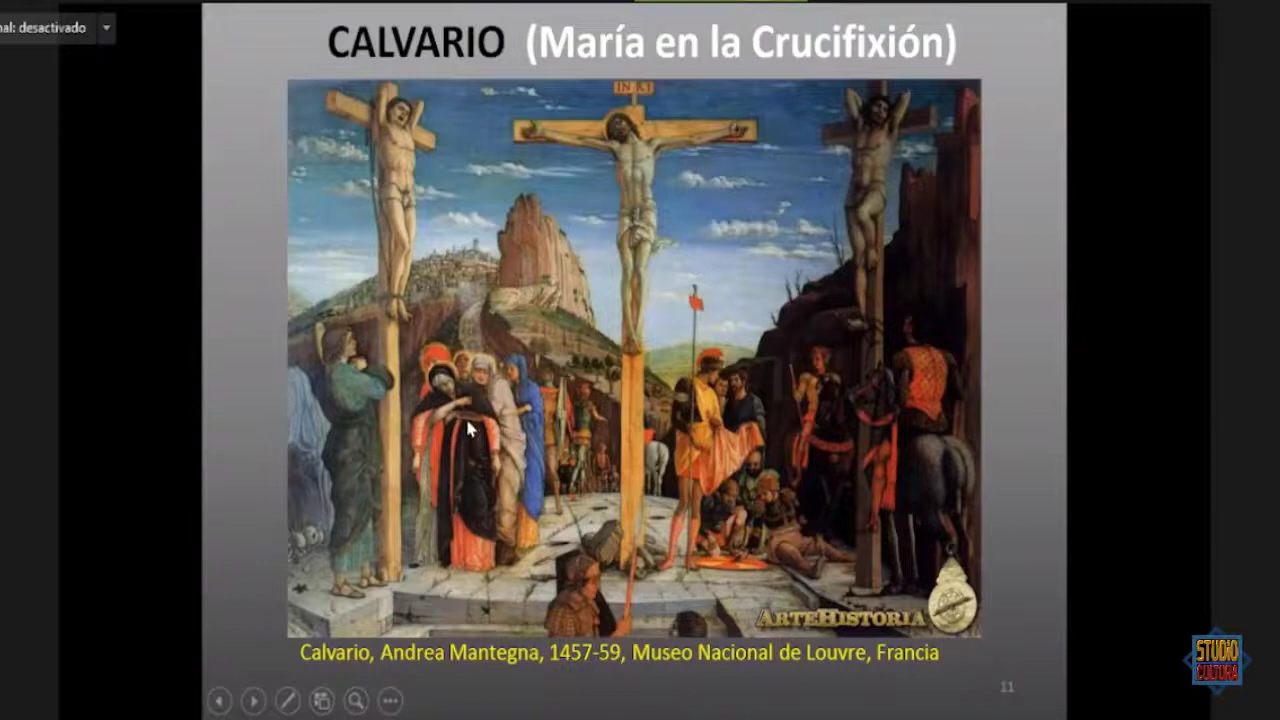 nal: desactivado
CALVARIO (María en la Crucifixión)
ARTEHISTORIA
Calvario, Andrea Mantegna, 1457-59, Museo Nacional de Louvre, Francia
11
STUDIO
CULTURA